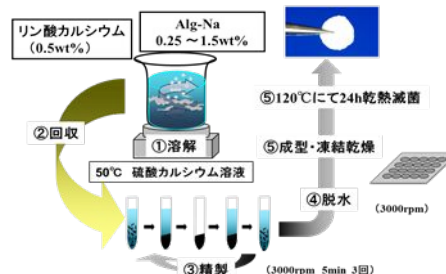 リン酸カルシウム
(0.5wt%)
Alg-Na
0.25 ～1.5wt%
②回収
①溶解
50℃ 硫酸カルシウム溶液
③精製
(3000rpm 5min 3回)
④脱水
(3000rpm)
⑤成型・凍結乾燥
⑤120℃にて24h乾熱滅菌